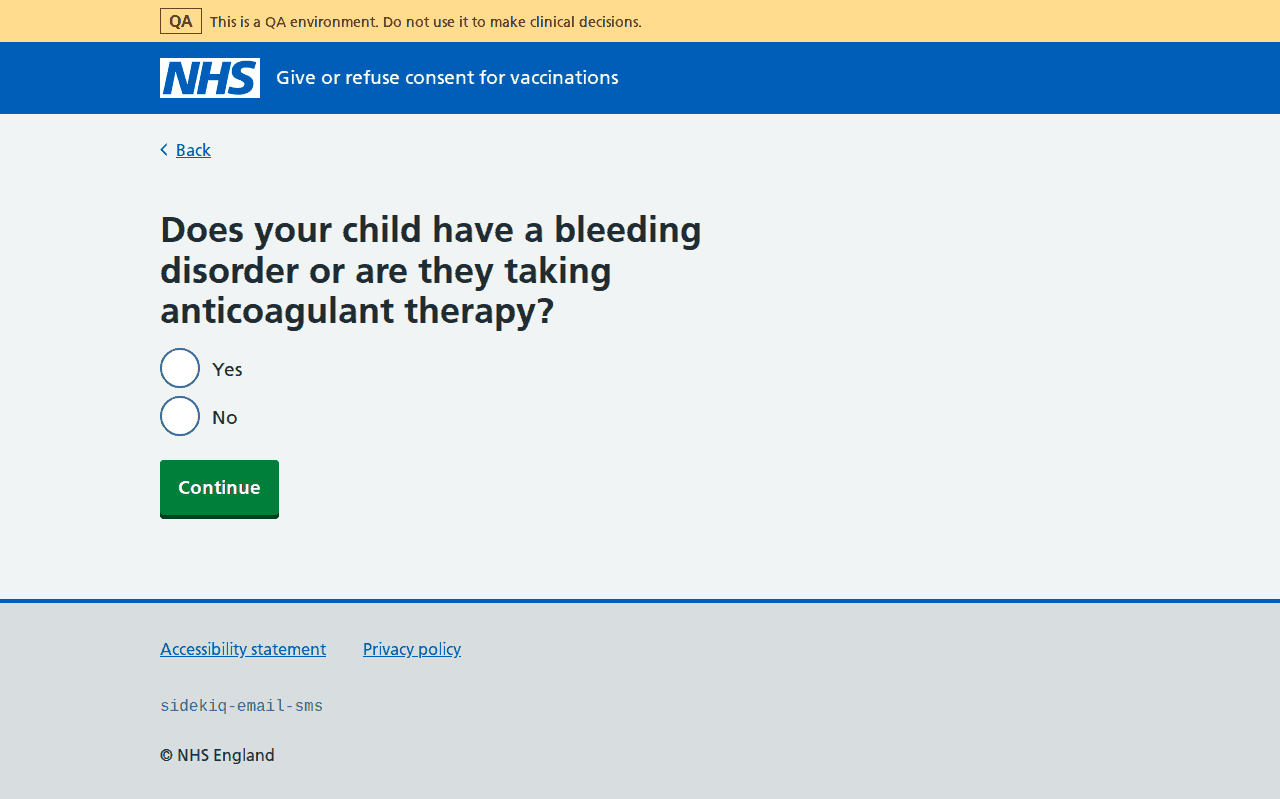 QA This is a QA environment. Do not use it to make clinical decisions.
NHS Give or refuse consent for vaccinations
Back
Does your child have a bleeding
disorder or are they taking
anticoagulant therapy?
Yes
No
Continue
Accessibility statement Privacy policy
sidekiq-email-sms
© NHS England